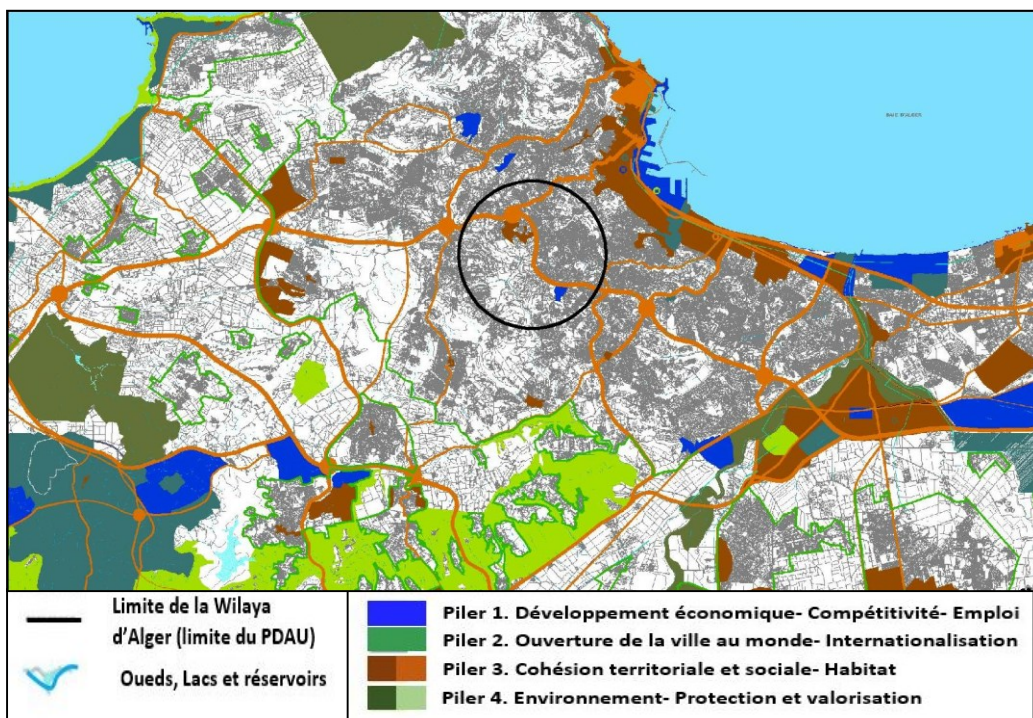 BAIE D'ALGER
Limite de la Wilaya
d'Alger (limite du PDAU)
Oueds, Lacs et réservoirs
Piler 1. Développement économique- Compétitivité- Emploi
Piler 2. Ouverture de la ville au monde- Internationalisation
Piler 3. Cohésion territoriale et sociale- Habitat
Piler 4. Environnement- Protection et valorisation